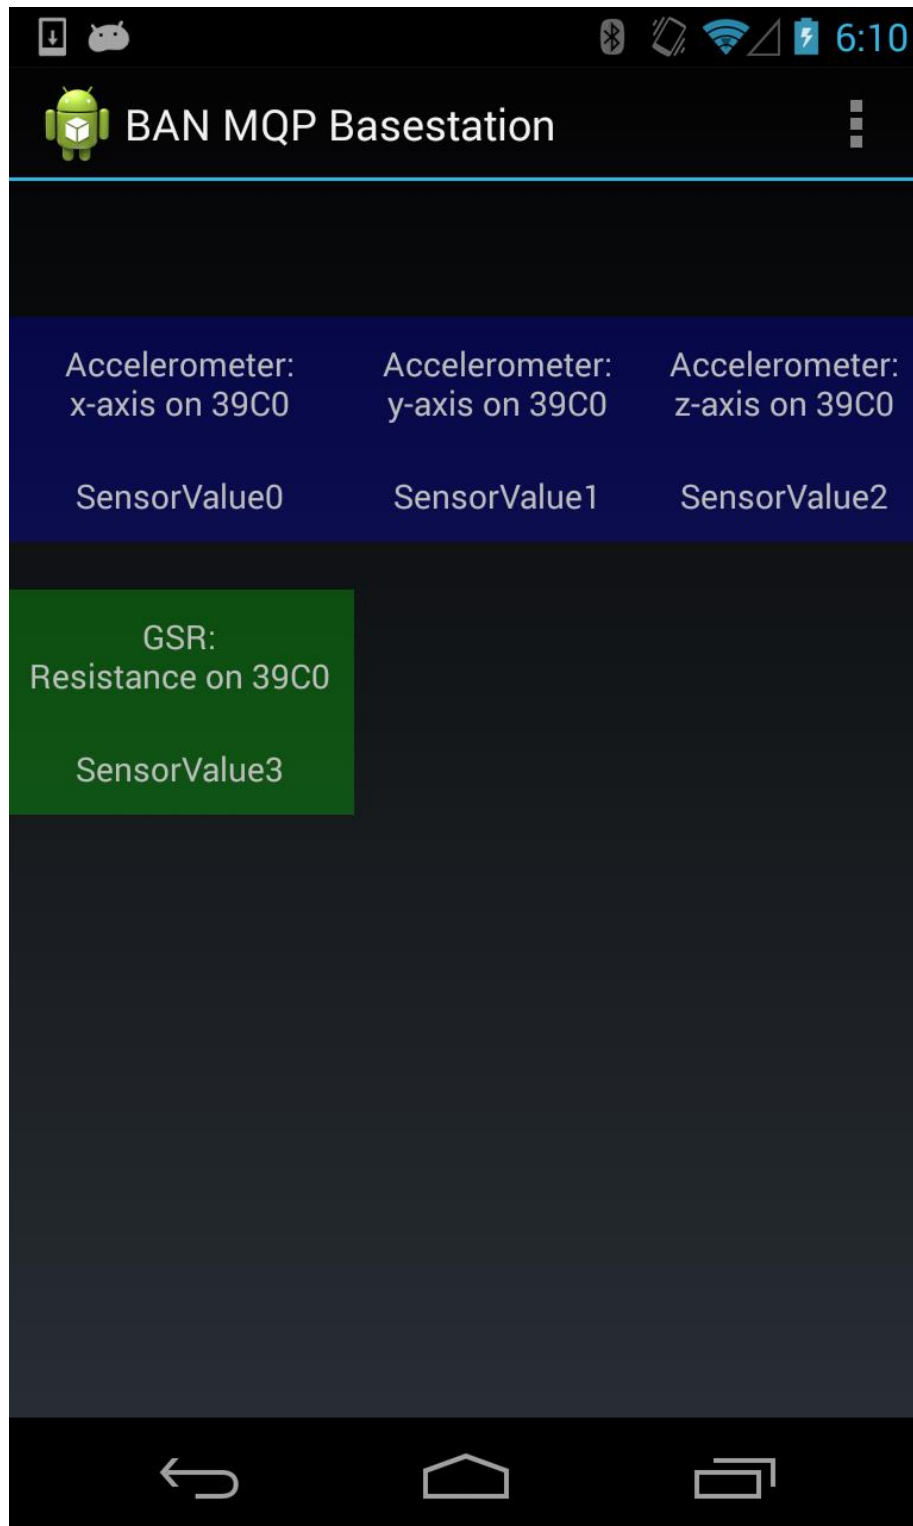 6:10
BAN MQP Basestation
Accelerometer:
x-axis on 39C0
SensorValue0
Accelerometer:
y-axis on 39C0
SensorValue1
Accelerometer:
z-axis on 39C0
SensorValue2
GSR:
Resistance on 39C0
SensorValue3